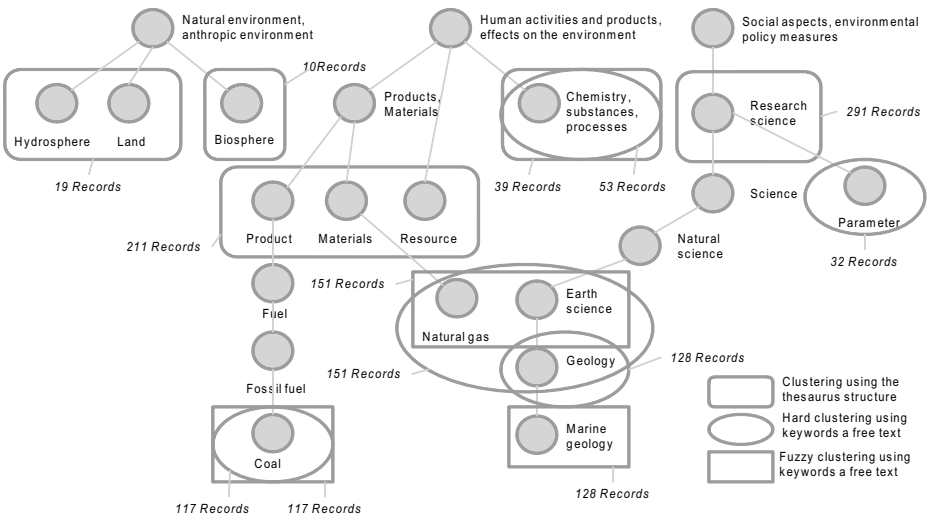 Natural environment,
anthropic environment
Human activities and products,
effects on the environment
Social aspects, environmental
policy measures
10Records
Hydrosphere
Land
Biosphere
Products,
Materials
Chemistry,
substances,
processes
Research
science
291 Records
19 Records
39 Records
53 Records
Science
Parameter
211 Records
Product
Materials
Resource
Natural
science
32 Records
151 Records
Fuel
Natural gas
Earth
science
Geology
128 Records
151 Records
Fossil fuel
Coal
Marine
geology
Clustering using the
thesaurus structure
Hard clustering using
keywords a free text
Fuzzy clustering using
keywords a free text
128 Records
117 Records
117 Records